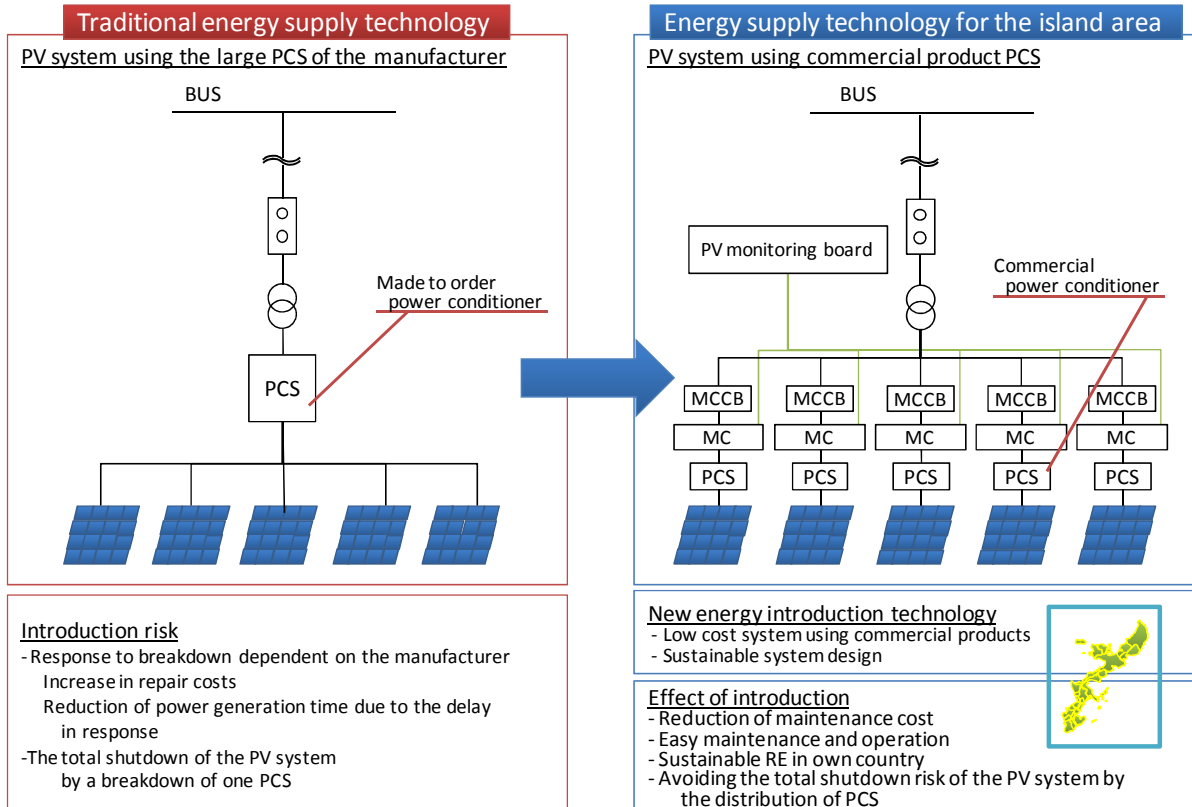 Traditional energy supply technology
PV system using the large PCS of the manufacturer
BUS
Made to order
power conditioner
PCS
Introduction risk
- Response to breakdown dependent on the manufacturer
Increase in repair costs
Reduction of power generation time due to the delay
in response
-The total shutdown of the PV system
by a breakdown of one PCS
Energy supply technology for the island area
PV system using commercial product PCS
BUS
PV monitoring board
Commercial
power conditioner
MCCB MCCB MCCB MCCB MCCB
MC MC MC MC MC
PCS PCS PCS PCS PCS
New energy introduction technology
- Low cost system using commercial products
- Sustainable system design
Effect of introduction
- Reduction of maintenance cost
- Easy maintenance and operation
- Sustainable RE in own country
- Avoiding the total shutdown risk of the PV system by
the distribution of PCS